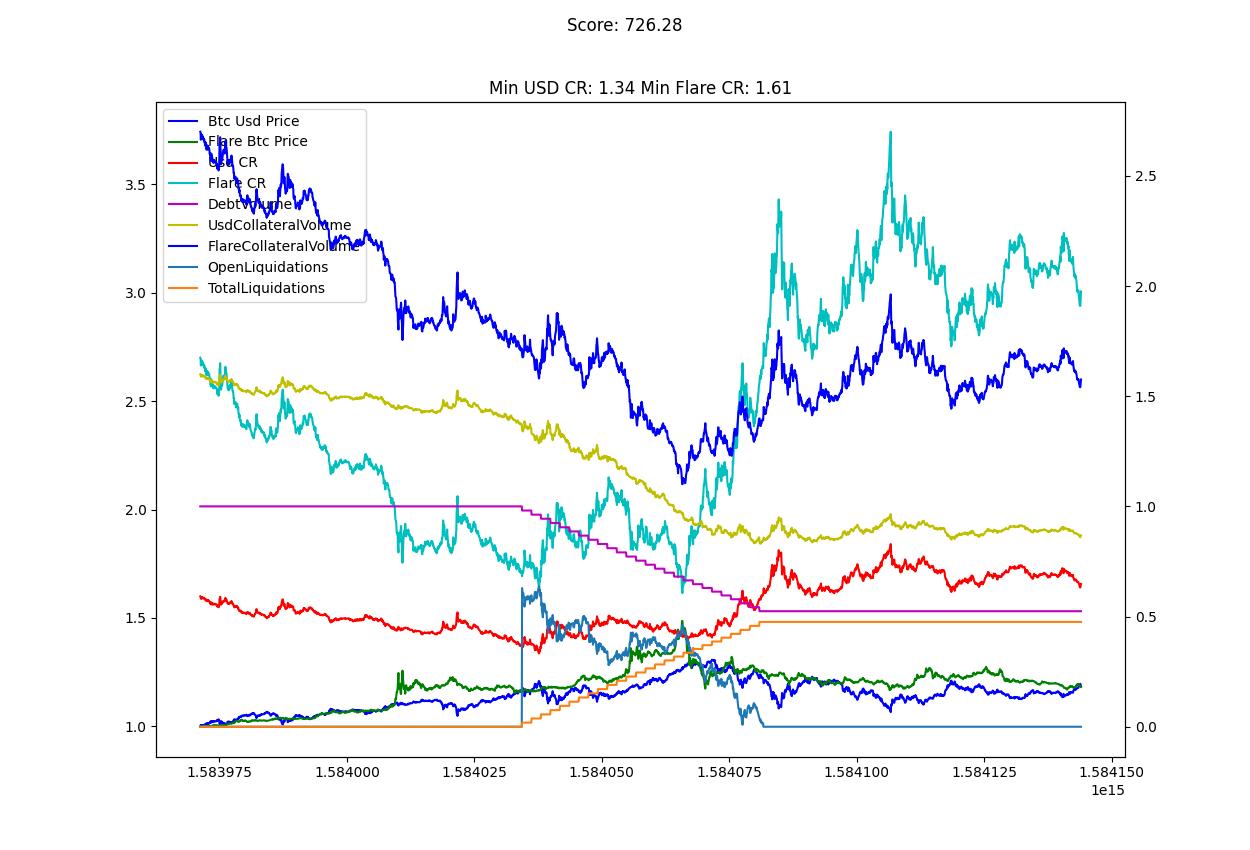 Score: 726.28
Min USD CR: 1.34 Min Flare CR: 1.61
Btc Usd Price
Flare Btc Price
Usd CR
Flare CR
DebtVolume
UsdCollateralVolume
FlareCollateralVolume
OpenLiquidations
TotalLiquidations
3.5
3.0
2.5
2.0
1.5
1.0
2.5
2.0
1.5
1.0
0.5
0.0
1.583975 1.584000 1.584025 1.584050 1.584075 1.584100 1.584125 1.584150
1e15